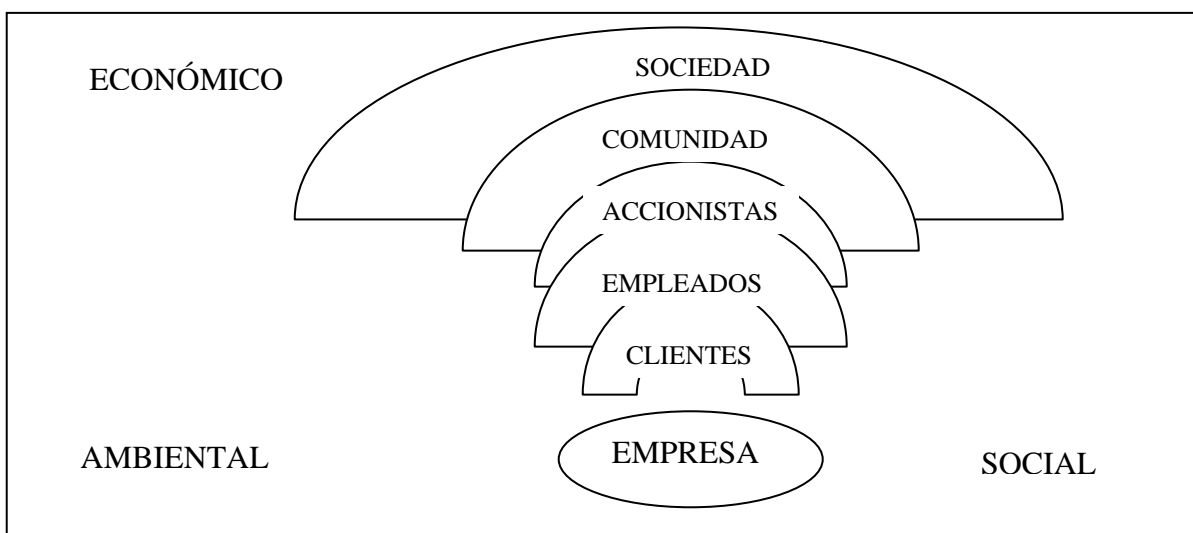 SOCIEDAD
ECONÓMICO
COMUNIDAD
ACCIONISTAS
EMPLEADOS
CLIENTES
EMPRESA
AMBIENTAL
SOCIAL